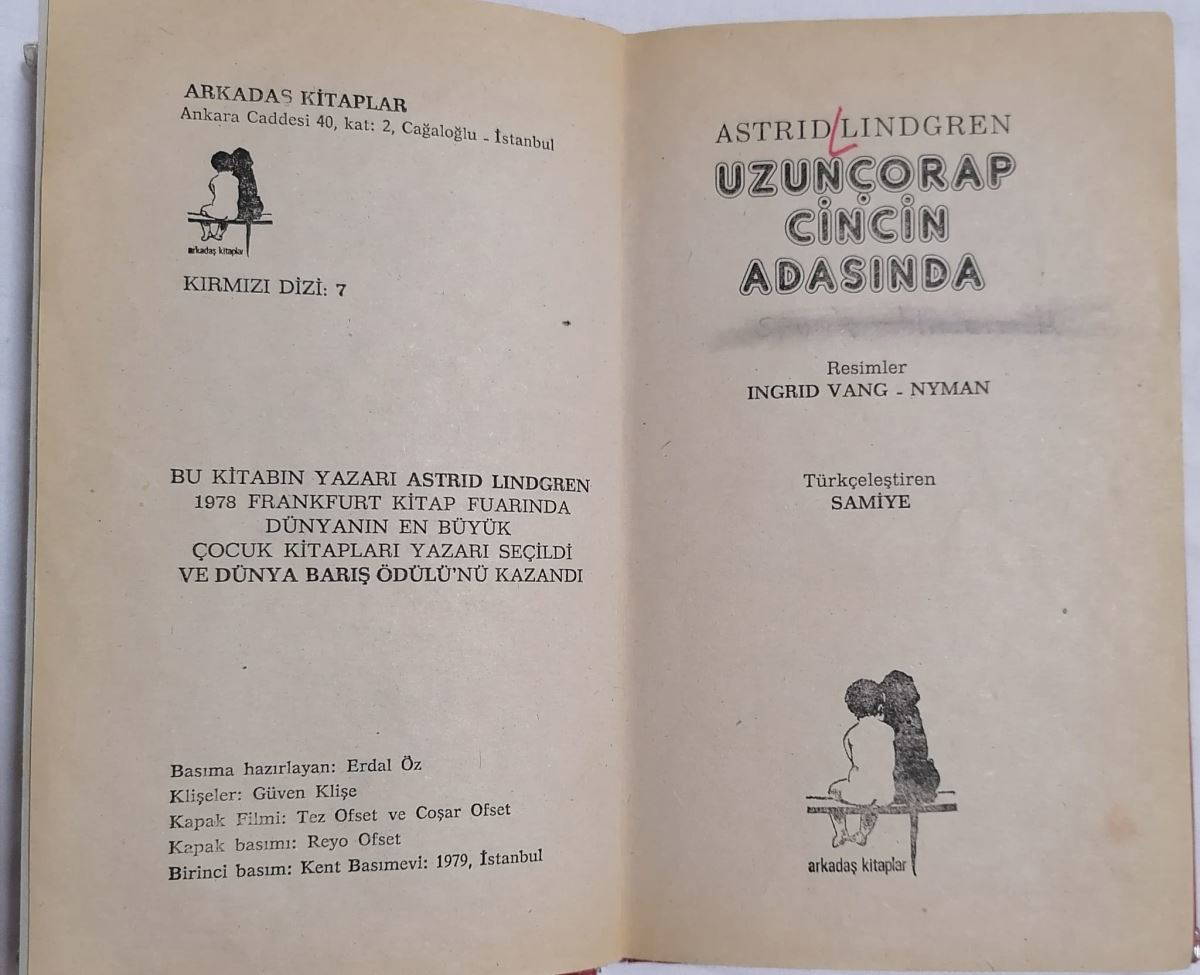 ARKADAŞ KİTAPLAR
Ankara Caddesi 40, kat: 2, Cağaloğlu - İstanbul
arkadaş kitaplar
KIRMIZI DİZİ: 7
BU KİTABIN YAZARI ASTRID LINDGREN
1978 FRANKFURT KİTAP FUARINDA
DÜNYANIN EN BÜYÜK
ÇOCUK KİTAPLARI YAZARI SEÇİLDİ
VE DÜNYA BARIŞ ÖDÜLÜ'NÜ KAZANDI
Basıma hazırlayan: Erdal Öz
Klişeler: Güven Klişe
Kapak Filmi: Tez Ofset ve Coşar Ofset
Kapak basımı: Reyo Ofset
Birinci basım: Kent Basımevi: 1979, İstanbul
ASTRID LINDGREN
UZUNÇORAP
CİNCİN
ADASINDA
Resimler
INGRID VANG - NYMAN
Türkçeleştiren
SAMİYE
arkadaş kitaplar